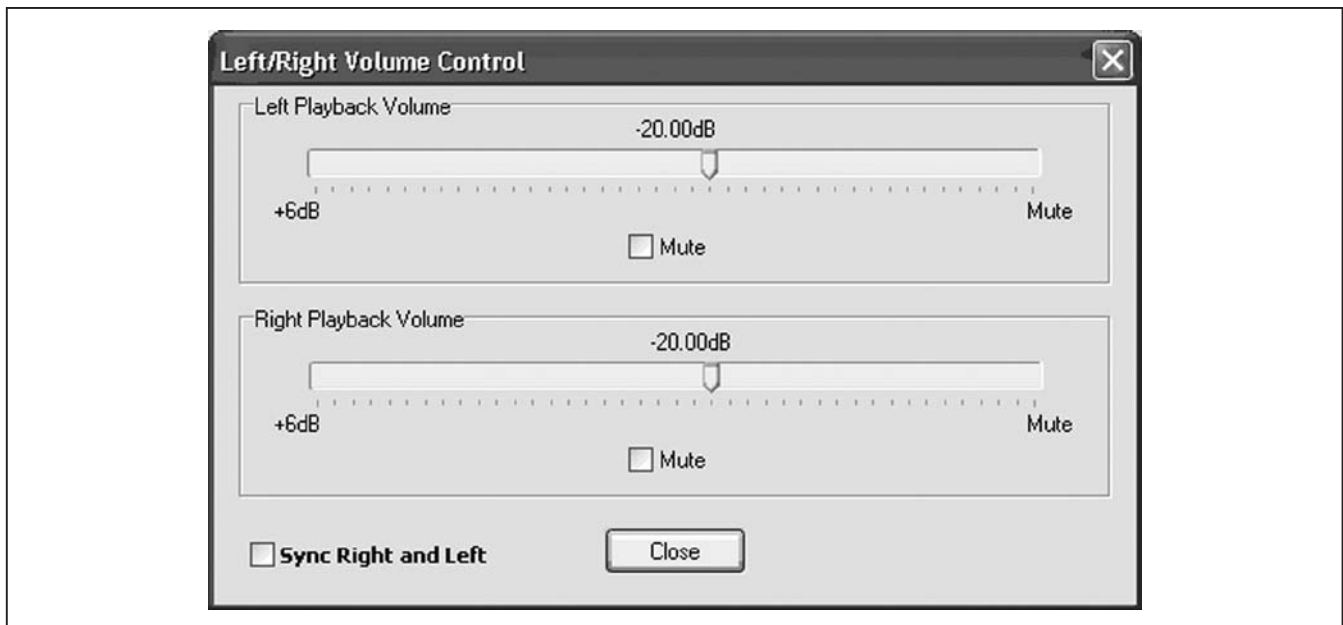 Left/Right Volume Control
Left Playback Volume
-20.00dB
+6dB Mute
Mute
Right Playback Volume
-20.00dB
+6dB Mute
Mute
Sync Right and Left Close